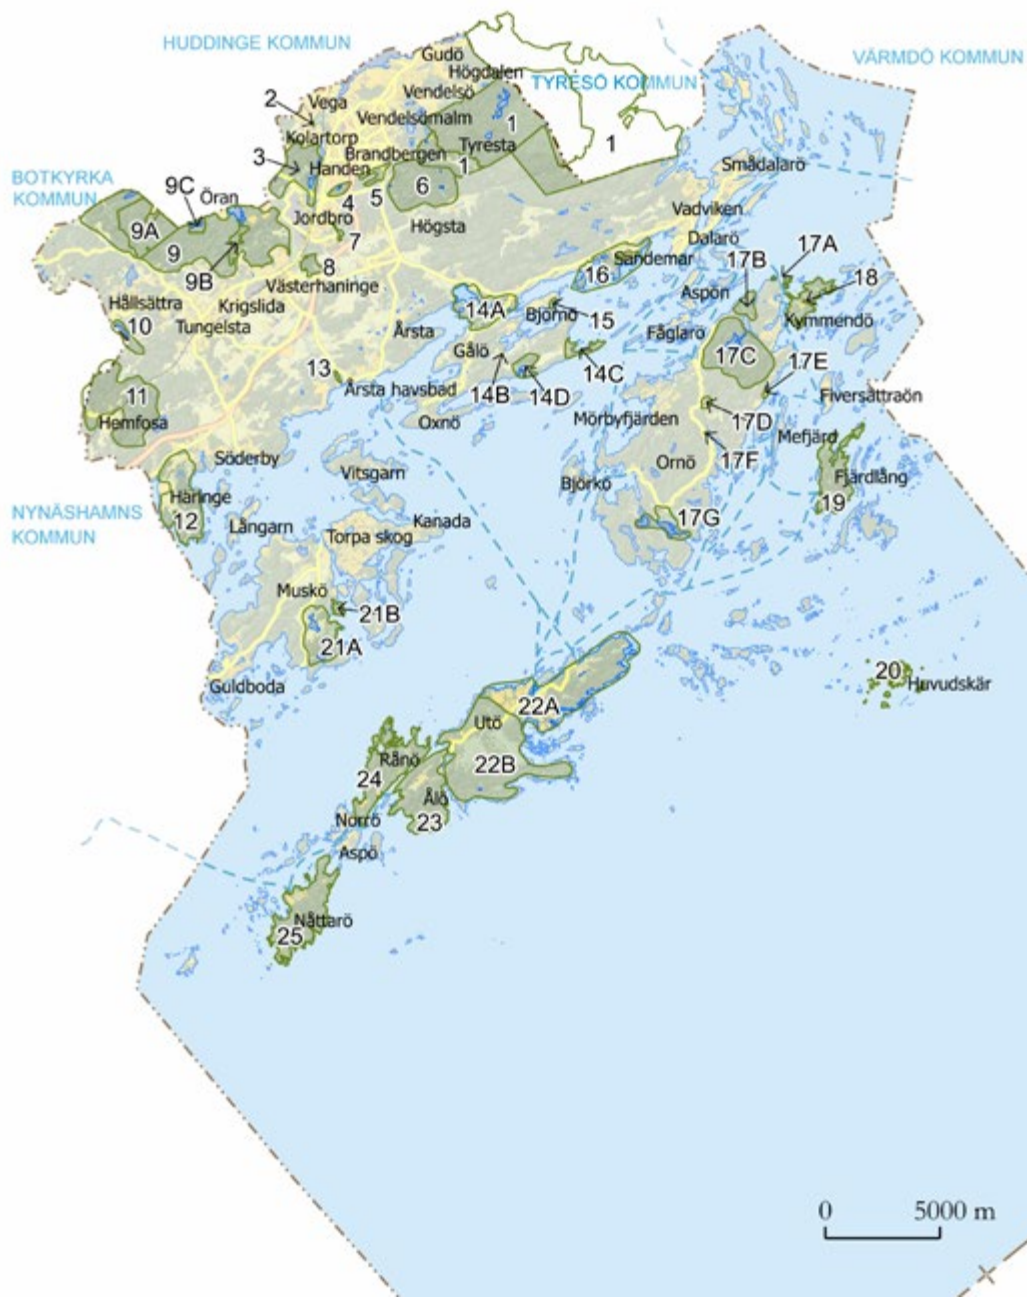 HUDDINGE KOMMUN
Gudö
VÄRMDÖ KOMMUN
Högdalen
TYRESÖ KOMMUN
2
Vega
Vendelsö
Vendelsömalm
1
Kolartorp
Brandbergen
Tyresta
1
3
Handen
1
Smådalarö
BOTKYRKA
KOMMUN
9C
Öran
4
5
6
Jordbro
Högsta
Vadviken
9A
7
Dalarö
9
9B
8
Sandemar
17B
17A
16
18
Västerhaninge
Aspön
Hållsättra
Krigslida
14A
Björnö
15
Kymmendö
10
Tungelsta
Årsta
Fåglarö
Gålö
17C
17E
13
Årsta havsbad
14B
14D
14C
11
Fiversättraön
Hemfosa
Oxnö
Mörbyfjärden
17D
Mefjärd
17F
Söderby
Ornö
Vitsgarn
Björkö
Fjärdlång
Häringe
19
NYNÄSHAMNS
KOMMUN
12
Långarn
Kanada
17G
Torpa skog
Muskö
21B
21A
20
Huvudskär
Guldboda
22A
Utö
Rånö
22B
24
Ålö
Norrö
23
Aspö
Nåttarö
25
0 5000 m